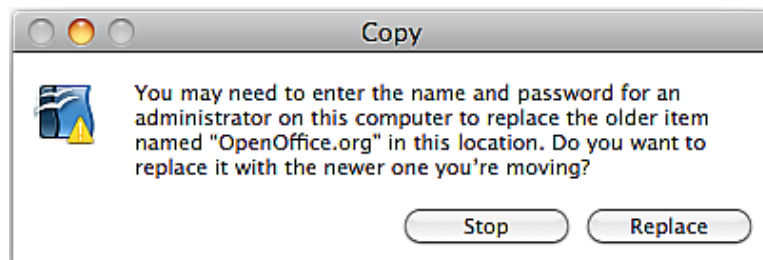 Copy
You may need to enter the name and password for an
administrator on this computer to replace the older item
named "OpenOffice.org" in this location. Do you want to
replace it with the newer one you're moving?
Stop Replace